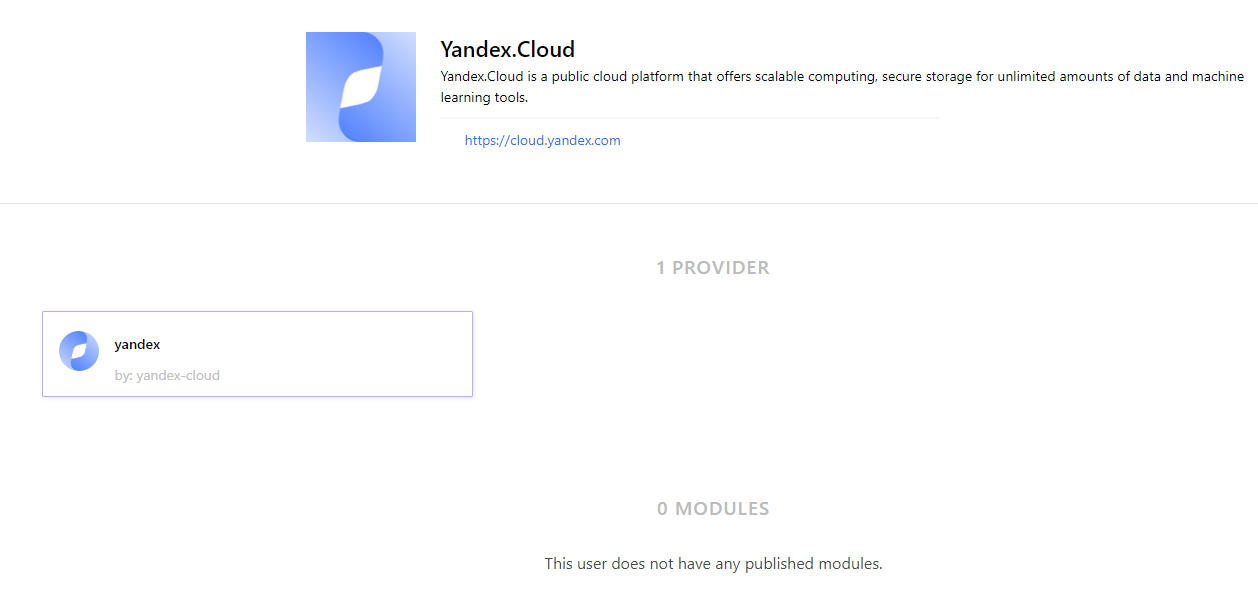 Yandex.Cloud
Yandex.Cloud is a public cloud platform that offers scalable computing, secure storage for unlimited amounts of data and machine
learning tools.
https://cloud.yandex.com
1 PROVIDER
yandex
by: yandex-cloud
0 MODULES
This user does not have any published modules.